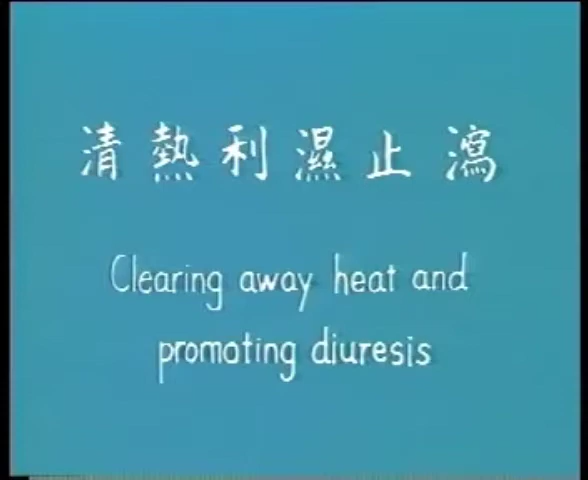 清熱利濕止瀉
Clearing away heat and
promoting diuresis